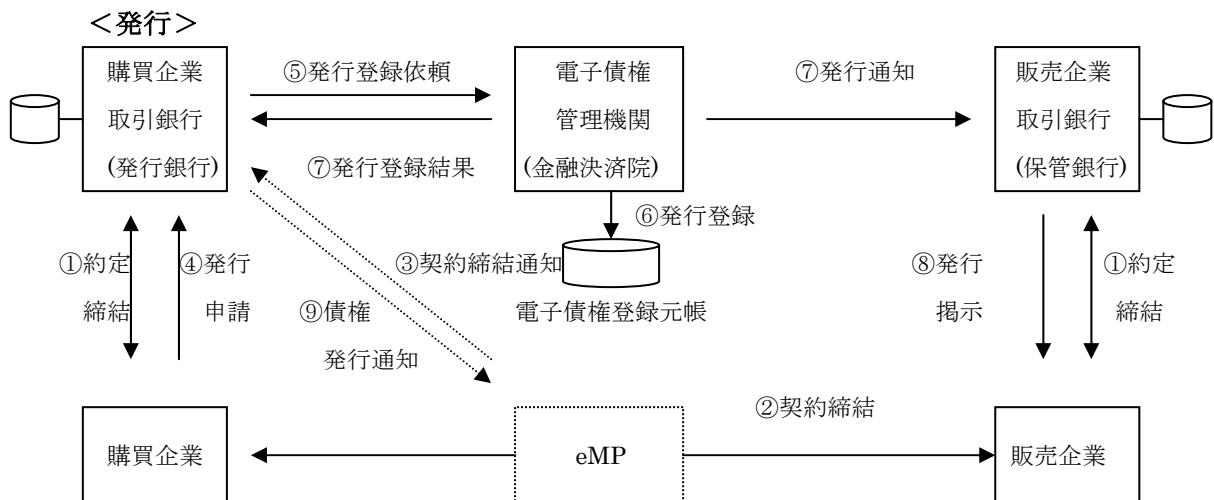 ＜発行＞
購買企業
取引銀行
(発行銀行)
⑤発行登録依頼
⑦発行登録結果
電子債権
管理機関
(金融決済院)
⑦発行通知
販売企業
取引銀行
(保管銀行)
⑥発行登録
①約定
締結
④発行
申請
③契約締結通知
⑨債権
発行通知
電子債権登録元帳
⑧発行
掲示
①約定
締結
②契約締結
購買企業
eMP
販売企業